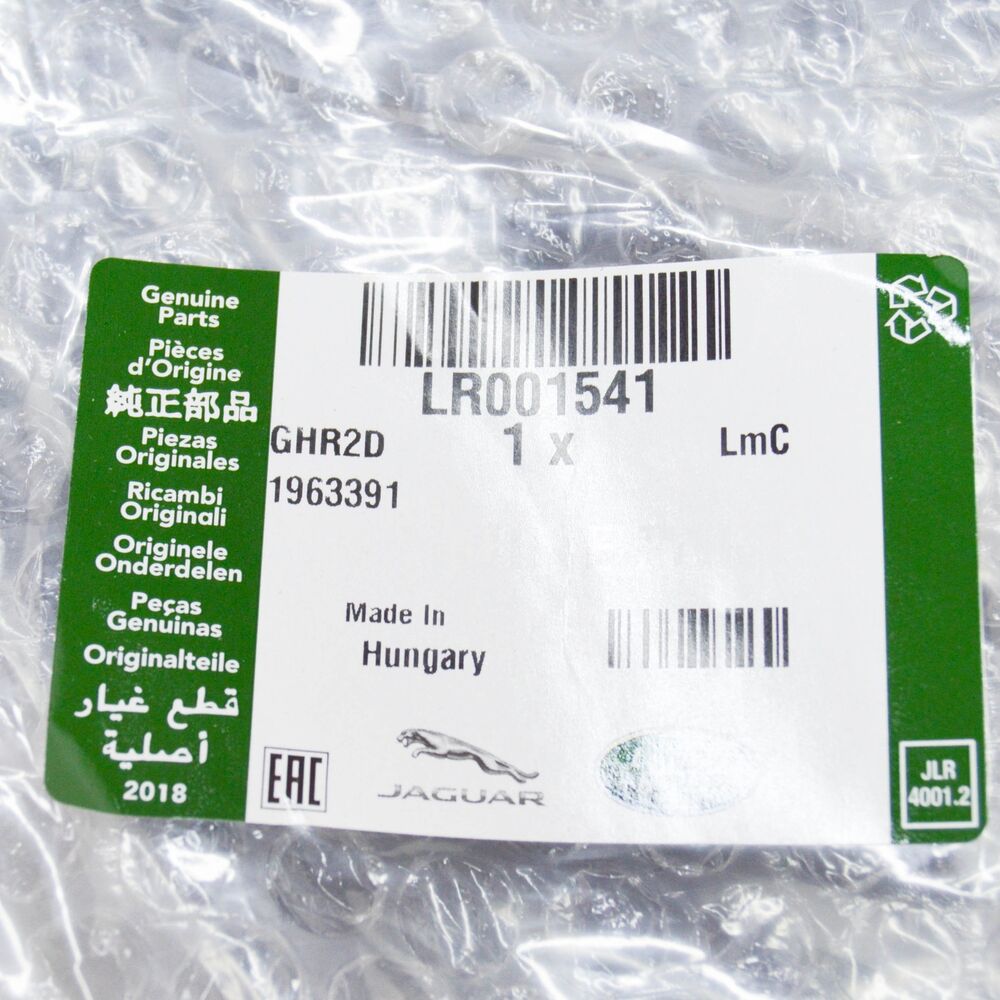 Genuine
Parts
Pièces
d'Origine
純正部品
Piezas
Originales
Ricambi
Originali
Originele
Onderdelen
Peças
Genuinas
Originalteile
قطع غيار
أصلية
2018
LR001541
GHR2D 1 x LmC
1963391
Made In
Hungary
EAC
JAGUAR
JLR
4001.2